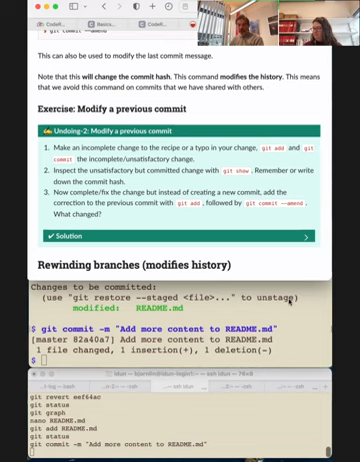 CodeR...
Basics...
CodeR...
$ git commit --amend
This can also be used to modify the last commit message.
Note that this will change the commit hash. This command modifies the history. This means
that we avoid this command on commits that we have shared with others.
Exercise: Modify a previous commit
Undoing-2: Modify a previous commit
1. Make an incomplete change to the recipe or a typo in your change, git add and git
commit the incomplete/unsatisfactory change.
2. Inspect the unsatisfactory but committed change with git show. Remember or write
down the commit hash.
3. Now complete/fix the change but instead of creating a new commit, add the
correction to the previous commit with git add, followed by git commit --amend.
What changed?
✔ Solution
Rewinding branches (modifies history)
Changes to be committed:
(use "git restore --staged <file>..." to unstage)
modified: README.md
$ git commit -m "Add more content to README.md"
[master 82a40a7] Add more content to README.md
1 file changed, 1 insertion(+), 1 deletion(-)
$
git revert eef64ac
git status
git graph
nano README.md
git add README.md
git status
git commit -m "Add more content to README.md"